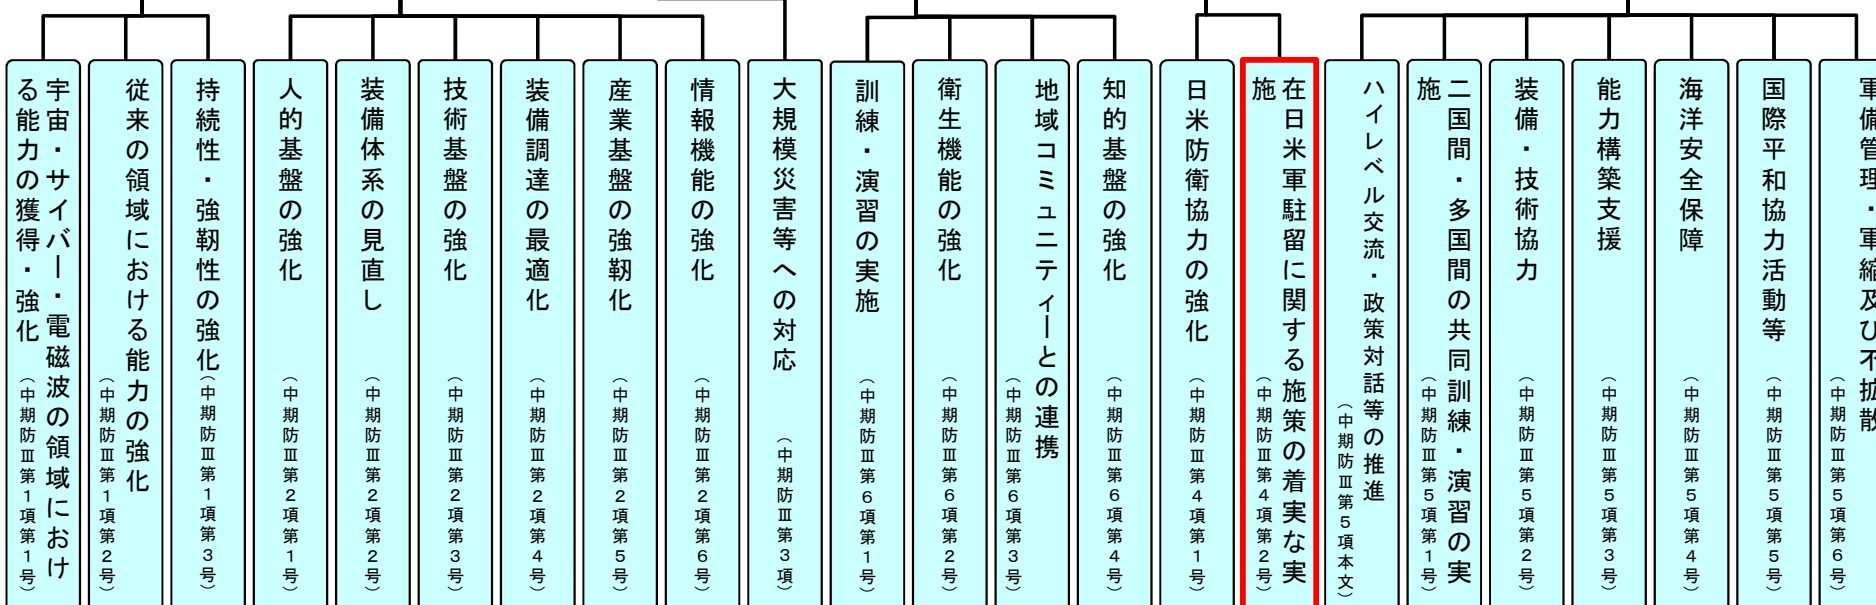 宇宙・サイバー・電磁波の領域におけ
る能力の獲得・強化
（中期防Ⅲ第１項第１号）
従来の領域における能力の強化
（中期防Ⅲ第１項第２号）
持続性・強靭性の強化
（中期防Ⅲ第１項第３号）
人的基盤の強化
（中期防Ⅲ第２項第１号）
装備体系の見直し
（中期防Ⅲ第２項第２号）
技術基盤の強化
（中期防Ⅲ第２項第３号）
装備調達の最適化
（中期防Ⅲ第２項第４号）
産業基盤の強靭化
（中期防Ⅲ第２項第５号）
情報機能の強化
（中期防Ⅲ第２項第６号）
大規模災害等への対応
（中期防Ⅲ第３項）
訓練・演習の実施
（中期防Ⅲ第６項第１号）
衛生機能の強化
（中期防Ⅲ第６項第２号）
地域コミュニティーとの連携
（中期防Ⅲ第６項第３号）
知的基盤の強化
（中期防Ⅲ第６項第４号）
日米防衛協力の強化
（中期防Ⅲ第４項第１号）
在日米軍駐留に関する施策の着実な実
施
（中期防Ⅲ第４項第２号）
ハイレベル交流・政策対話等の推進
（中期防Ⅲ第５項本文）
二国間・多国間の共同訓練・演習の実
施
（中期防Ⅲ第５項第１号）
装備・技術協力
（中期防Ⅲ第５項第２号）
能力構築支援
（中期防Ⅲ第５項第３号）
海洋安全保障
（中期防Ⅲ第５項第４号）
国際平和協力活動等
（中期防Ⅲ第５項第５号）
軍備管理・軍縮及び不拡散
（中期防Ⅲ第５項第６号）